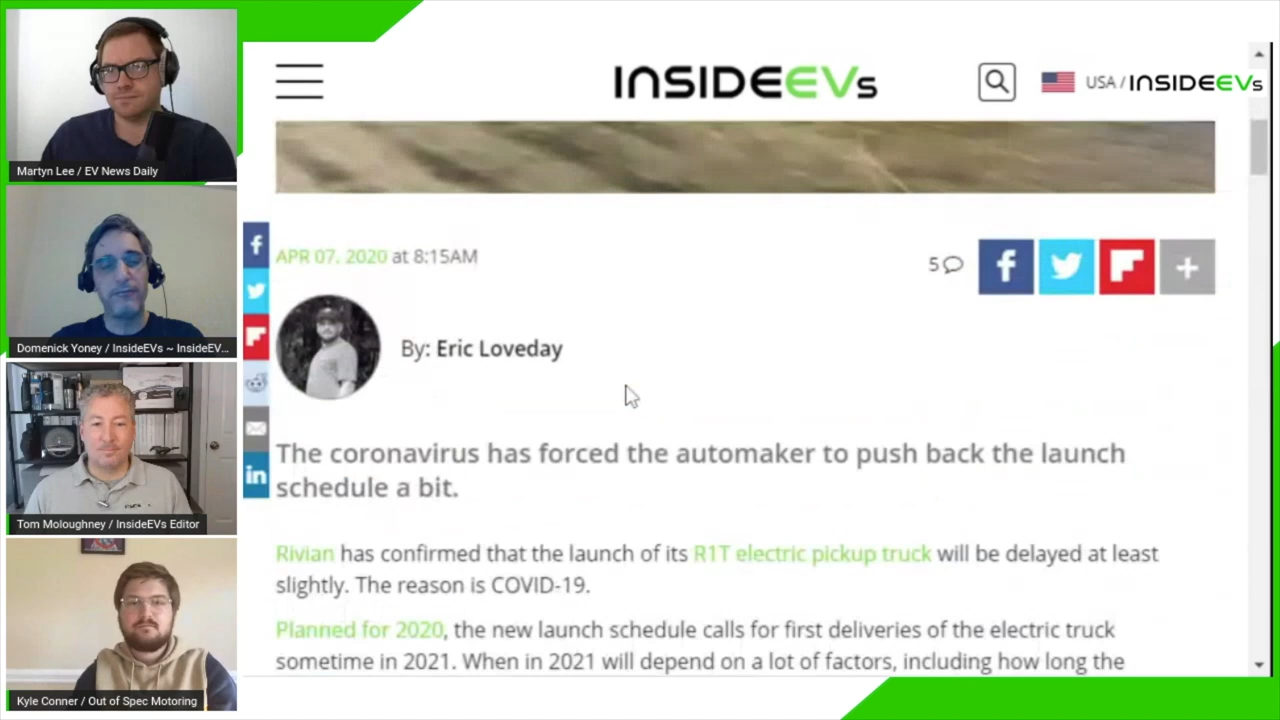 Martyn Lee / EV News Daily
Domenick Yoney / InsideEVs ~ InsideEV...
Tom Moloughney / InsideEVs Editor
Kyle Conner / Out of Spec Motoring
INSIDEEVs
USA / INSIDEEVs
APR 07, 2020 at 8:15AM
5
By: Eric Loveday
The coronavirus has forced the automaker to push back the launch
schedule a bit.
Rivian has confirmed that the launch of its R1T electric pickup truck will be delayed at least
slightly. The reason is COVID-19.
Planned for 2020, the new launch schedule calls for first deliveries of the electric truck
sometime in 2021. When in 2021 will depend on a lot of factors, including how long the